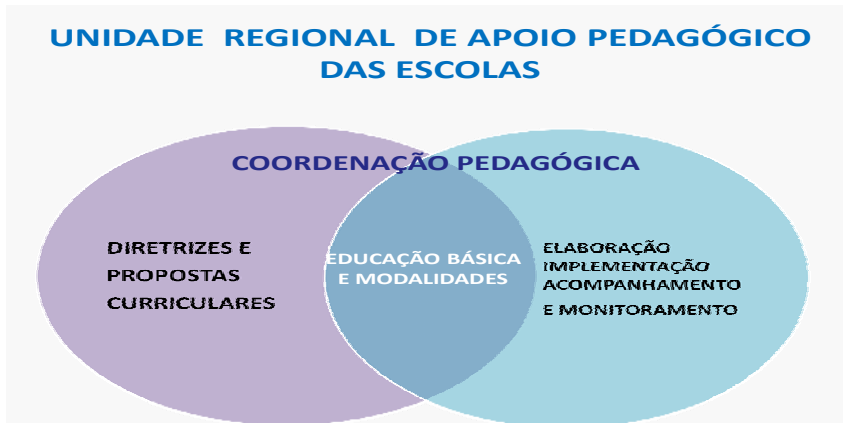 UNIDADE REGIONAL DE APOIO PEDAGÓGICO
DAS ESCOLAS
COORDENAÇÃO PEDAGÓGICA
DIRETRIZES E
PROPOSTAS
CURRICULARES
EDUCAÇÃO BÁSICA
E MODALIDADES
ELABORAÇÃO
IMPLEMENTAÇÃO
ACOMPANHAMENTO
E MONITORAMENTO